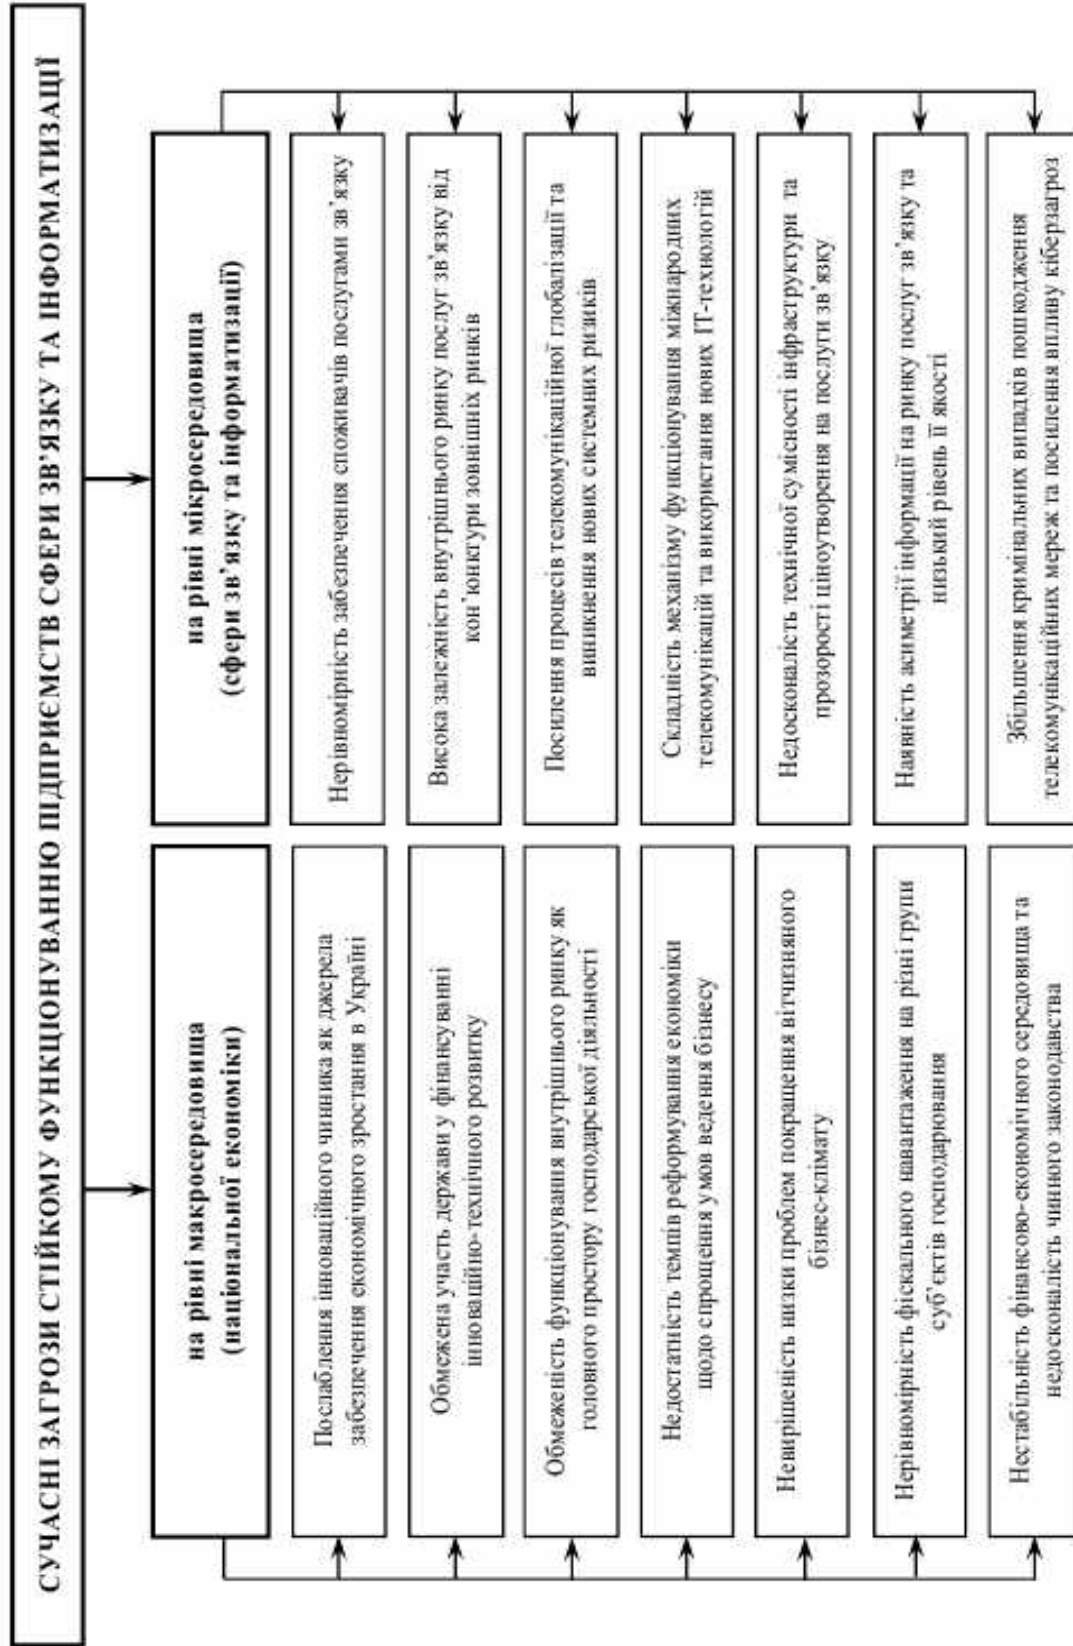 СУЧАСНІ ЗАГРОЗИ СТІЙКОМУ ФУНКЦІОНУВАННЮ ПІДПРИЄМСТВ СФЕРИ ЗВ’ЯЗКУ ТА ІНФОРМАТИЗАЦІЇ
на рівні макросередовища
(національної економіки)
Послаблення інноваційного чинника як джерела
забезпечення економічного зростання в Україні
Обмежена участь держави у фінансуванні
інноваційно-технічного розвитку
Обмеженість функціонування внутрішнього ринку як
головного простору господарської діяльності
Недостатність темпів реформування економіки
щодо спрощення умов ведення бізнесу
Невирішеність низки проблем покращення вітчизняного
бізнес-клімату
Нерівномірність фіскального навантаження на різні групи
суб’єктів господарювання
Нестабільність фінансово-економічного середовища та
недосконалість чинного законодавства
на рівні мікросередовища
(сфери зв’язку та інформатизації)
Нерівномірність забезпечення споживачів послугами зв’язку
Висока залежність внутрішнього ринку послуг зв’язку від
кон’юнктури зовнішніх ринків
Посилення процесів телекомунікаційної глобалізації та
виникнення нових системних ризиків
Складність механізму функціонування міжнародних
телекомунікацій та використання нових ІТ-технологій
Недосконалість технічної сумісності інфраструктури та
прозорості ціноутворення на послуги зв’язку
Наявність асиметрії інформації на ринку послуг зв’язку та
низький рівень її якості
Збільшення кримінальних випадків пошкодження
телекомунікаційних мереж та посилення впливу кіберзагроз